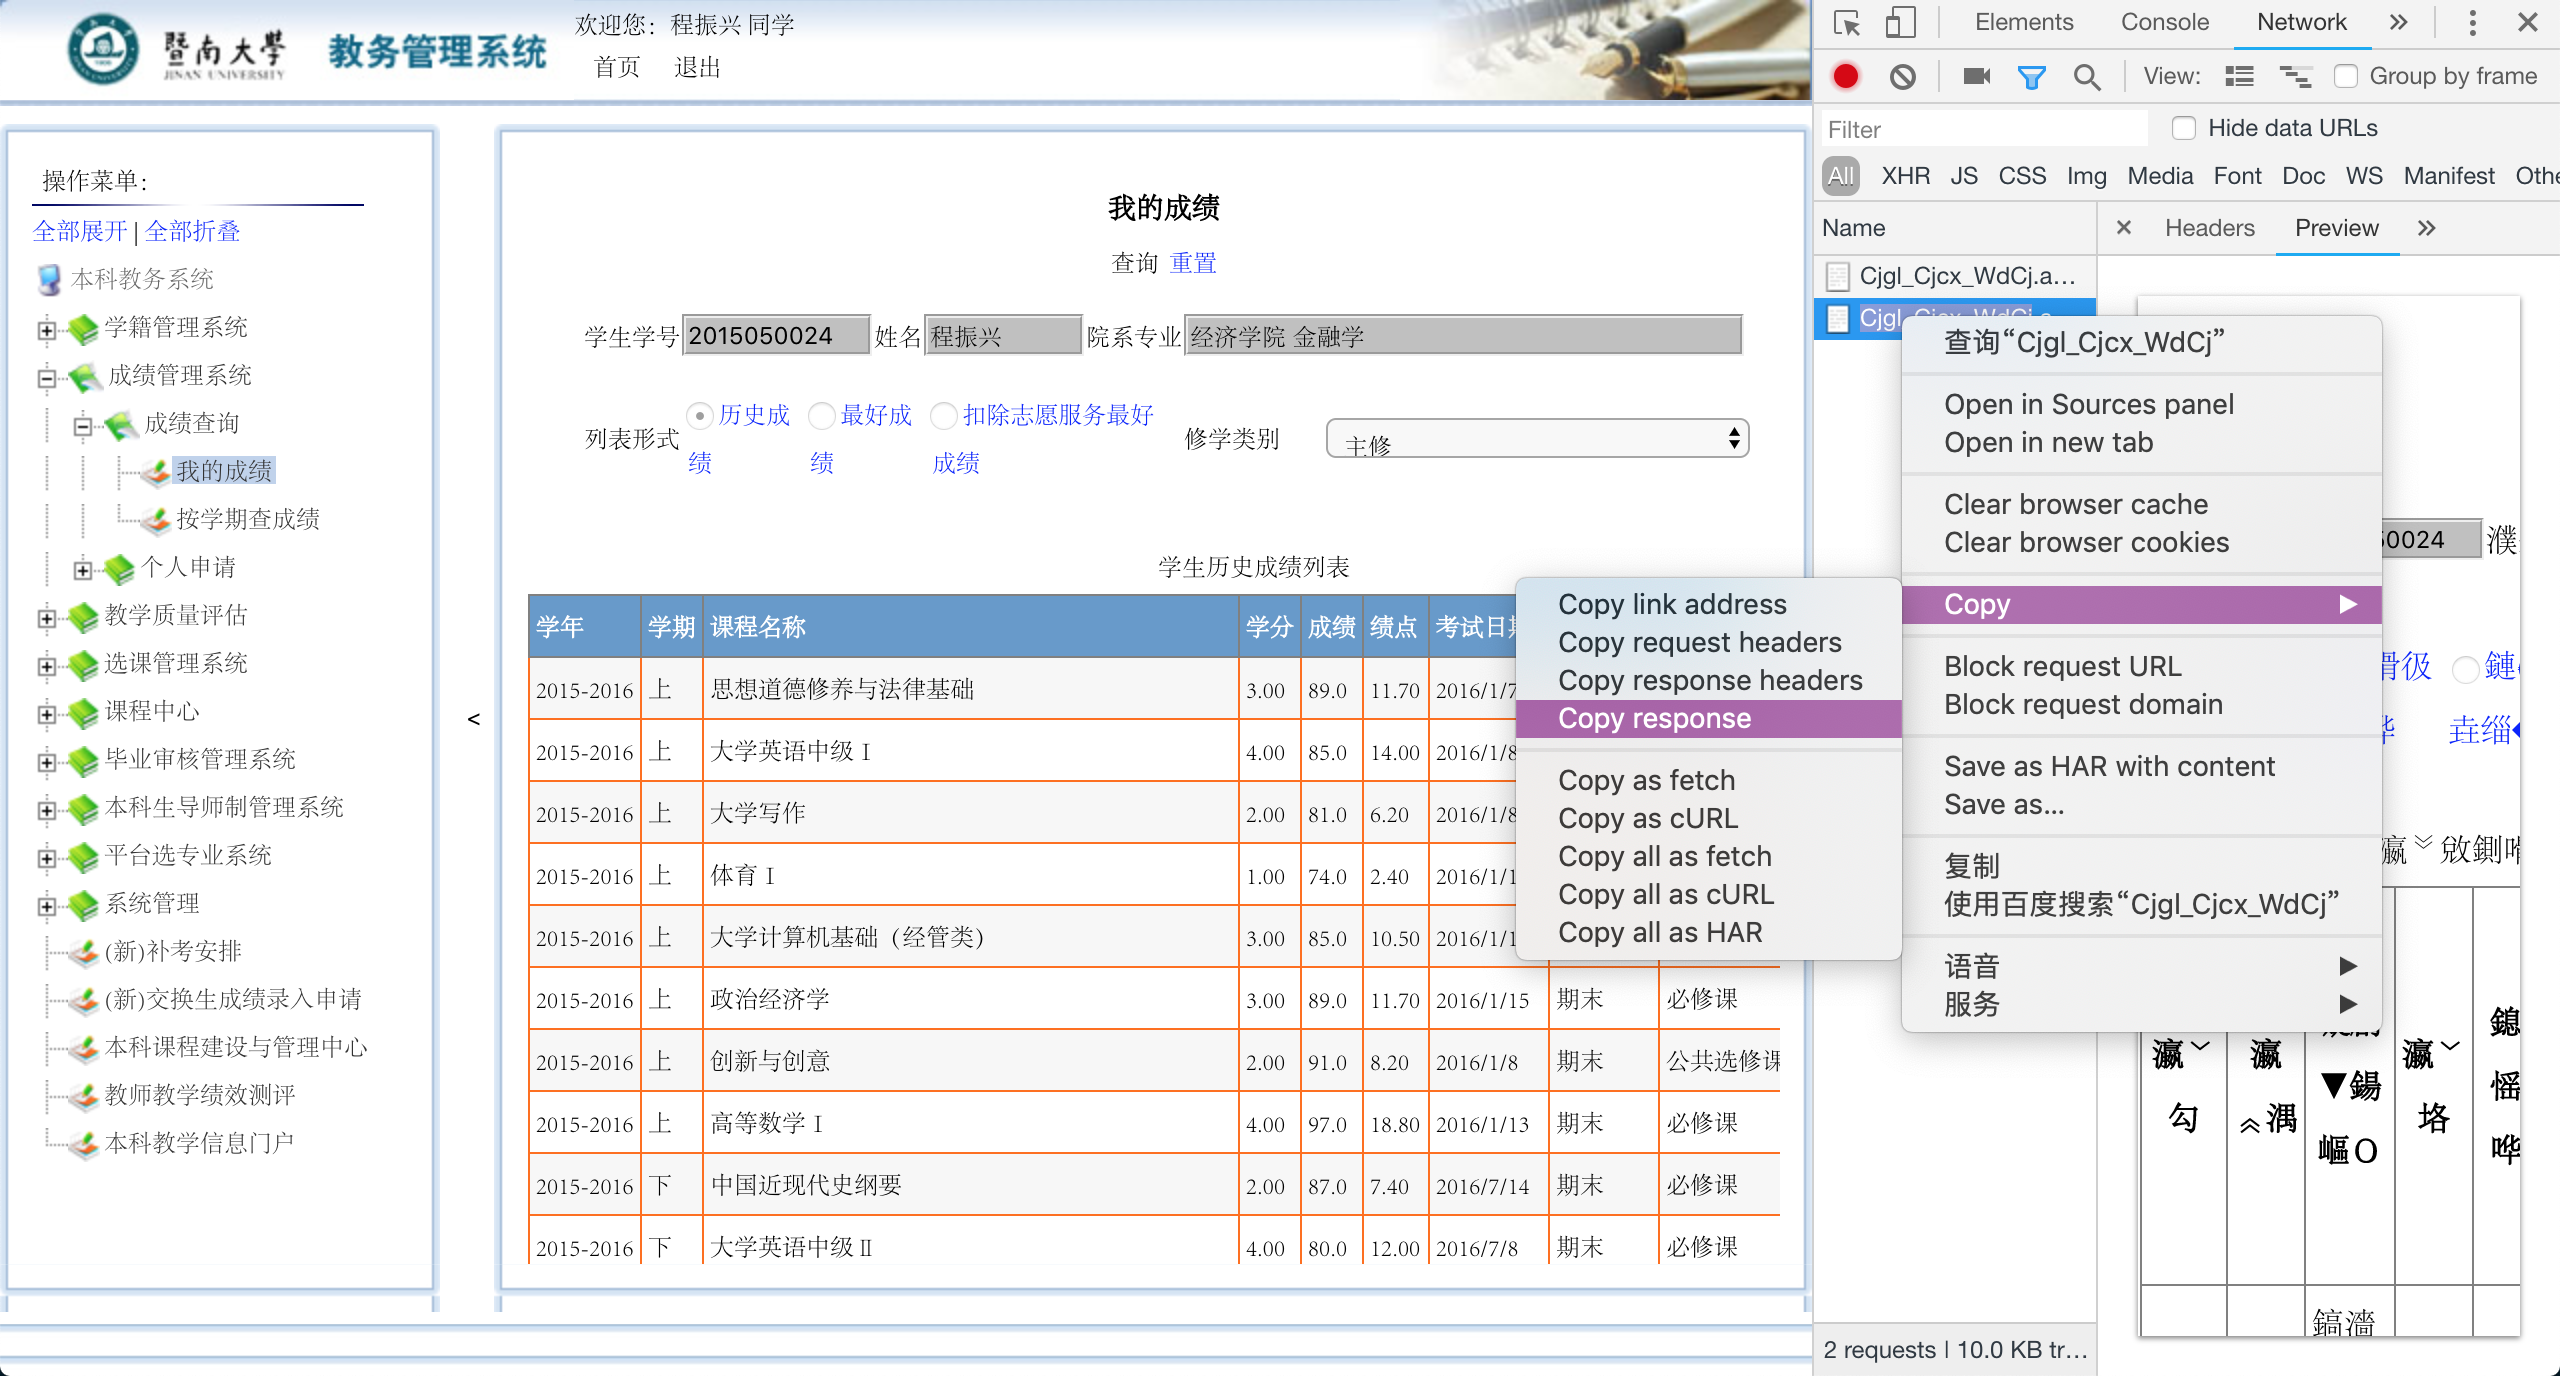 暨南大學
JINAN UNIVERSITY
教务管理系统
欢迎您：程振兴 同学
首页 退出
操作菜单：
全部展开 | 全部折叠
本科教务系统
学籍管理系统
成绩管理系统
成绩查询
我的成绩
按学期查成绩
个人申请
教学质量评估
选课管理系统
课程中心
毕业审核管理系统
本科生导师制管理系统
平台选专业系统
系统管理
(新)补考安排
(新)交换生成绩录入申请
本科课程建设与管理中心
教师教学绩效测评
本科教学信息门户
<
我的成绩
查询 重置
学生学号 2015050024 姓名 程振兴 院系专业 经济学院 金融学
列表形式 历史成绩 最好成绩 扣除志愿服务最好成绩 修学类别 主修
学生历史成绩列表
学年 学期 课程名称 学分 成绩 绩点 考试日
2015-2016 上 思想道德修养与法律基础 3.00 89.0 11.70 2016/1/7
2015-2016 上 大学英语中级 I 4.00 85.0 14.00 2016/1/8
2015-2016 上 大学写作 2.00 81.0 6.20 2016/1/8
2015-2016 上 体育 I 1.00 74.0 2.40 2016/1/1
2015-2016 上 大学计算机基础（经管类） 3.00 85.0 10.50 2016/1/1
2015-2016 上 政治经济学 3.00 89.0 11.70 2016/1/15 期末 必修课
2015-2016 上 创新与创意 2.00 91.0 8.20 2016/1/8 期末 公共选修课
2015-2016 上 高等数学 I 4.00 97.0 18.80 2016/1/13 期末 必修课
2015-2016 下 中国近现代史纲要 2.00 87.0 7.40 2016/7/14 期末 必修课
2015-2016 下 大学英语中级 II 4.00 80.0 12.00 2016/7/8 期末 必修课
Elements Console Network »
View: Group by frame
Filter Hide data URLs
All XHR JS CSS Img Media Font Doc WS Manifest Othe
Name × Headers Preview »
Cjgl_Cjcx_WdCj.a…
Cjgl_Cjcx_WdCj.a
查询“Cjgl_Cjcx_WdCj”
Open in Sources panel
Open in new tab
Clear browser cache
Clear browser cookies
Copy
Block request URL
Block request domain
Save as HAR with content
Save as...
复制
使用百度搜索“Cjgl_Cjcx_WdCj”
语音
服务
Copy link address
Copy request headers
Copy response headers
Copy response
Copy as fetch
Copy as cURL
Copy all as fetch
Copy all as cURL
Copy all as HAR
0024 濮
2 requests | 10.0 KB tr…